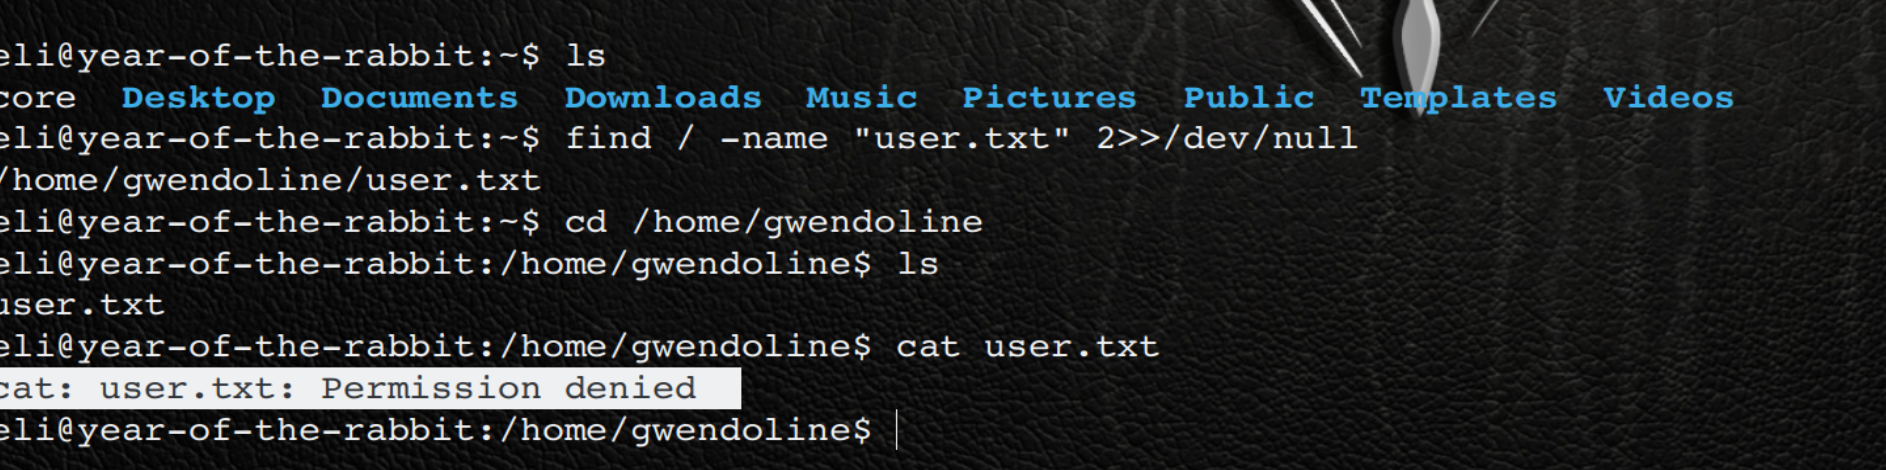 eli@year-of-the-rabbit:~$ ls
core Desktop Documents Downloads Music Pictures Public Templates Videos
eli@year-of-the-rabbit:~$ find / -name "user.txt" 2>>/dev/null
/home/gwendoline/user.txt
eli@year-of-the-rabbit:~$ cd /home/gwendoline
eli@year-of-the-rabbit:/home/gwendoline$ ls
user.txt
eli@year-of-the-rabbit:/home/gwendoline$ cat user.txt
cat: user.txt: Permission denied
eli@year-of-the-rabbit:/home/gwendoline$